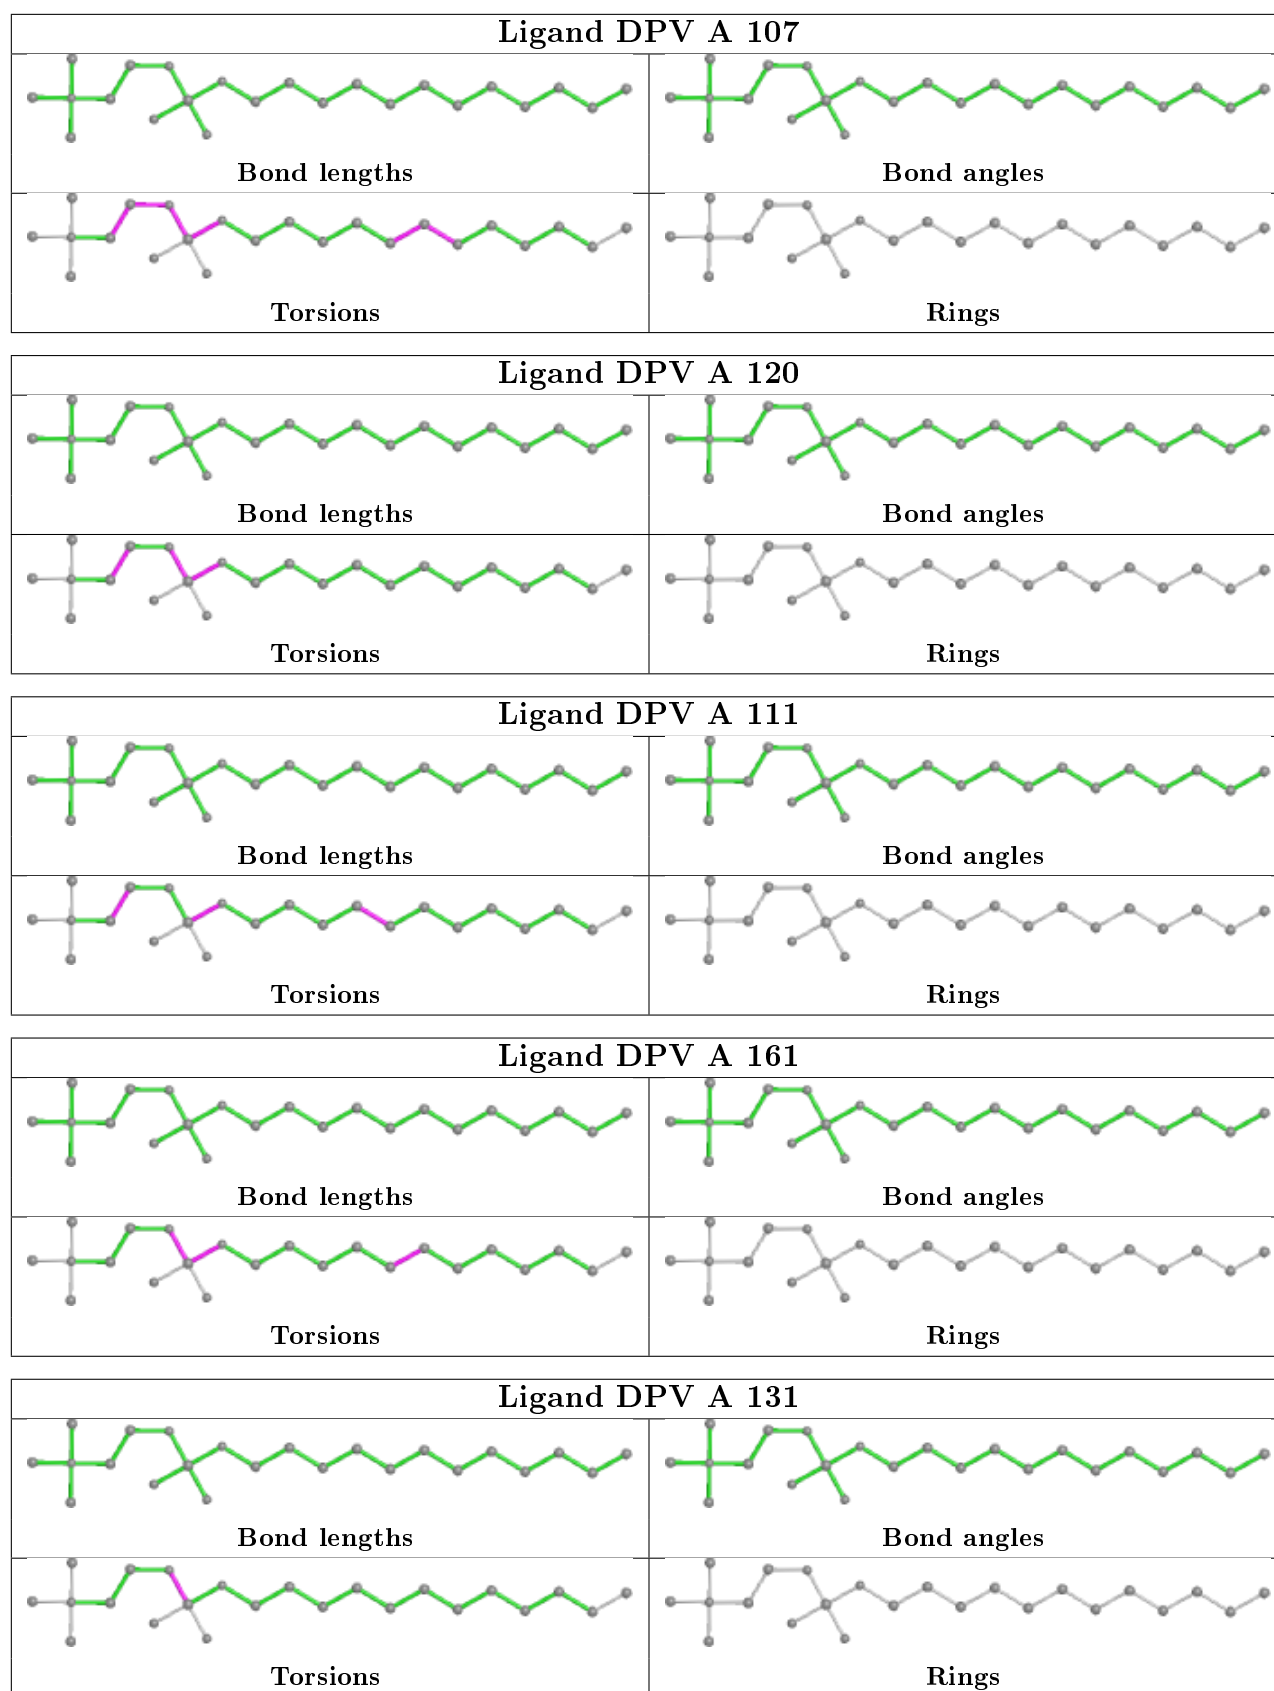 Ligand DPV A 107
Bond lengths
Bond angles
Torsions
Rings
Ligand DPV A 120
Bond lengths
Bond angles
Torsions
Rings
Ligand DPV A 111
Bond lengths
Bond angles
Torsions
Rings
Ligand DPV A 161
Bond lengths
Bond angles
Torsions
Rings
Ligand DPV A 131
Bond lengths
Bond angles
Torsions
Rings